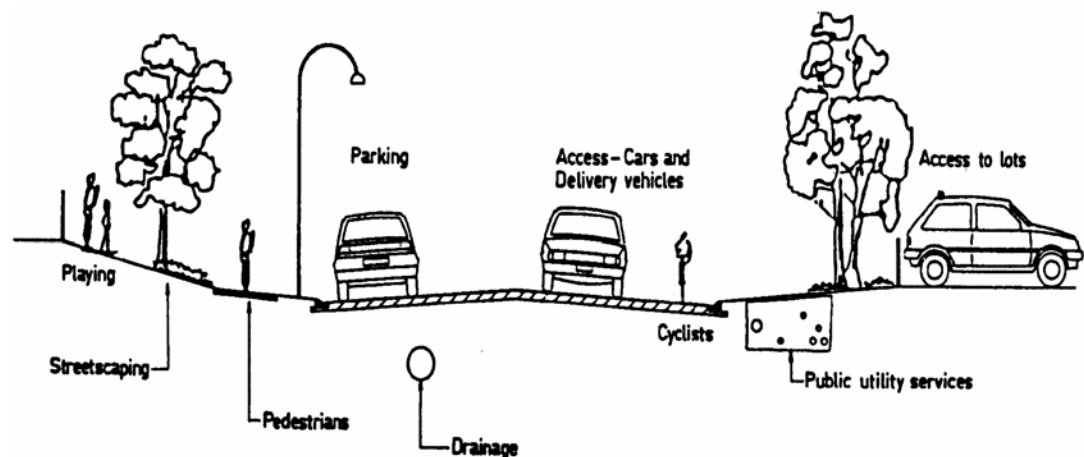 Parking
Access-Cars and
Delivery vehicles
Access to lots
Playing
Cyclists
Streetscaping
Public utility services
Pedestrians
Drainage